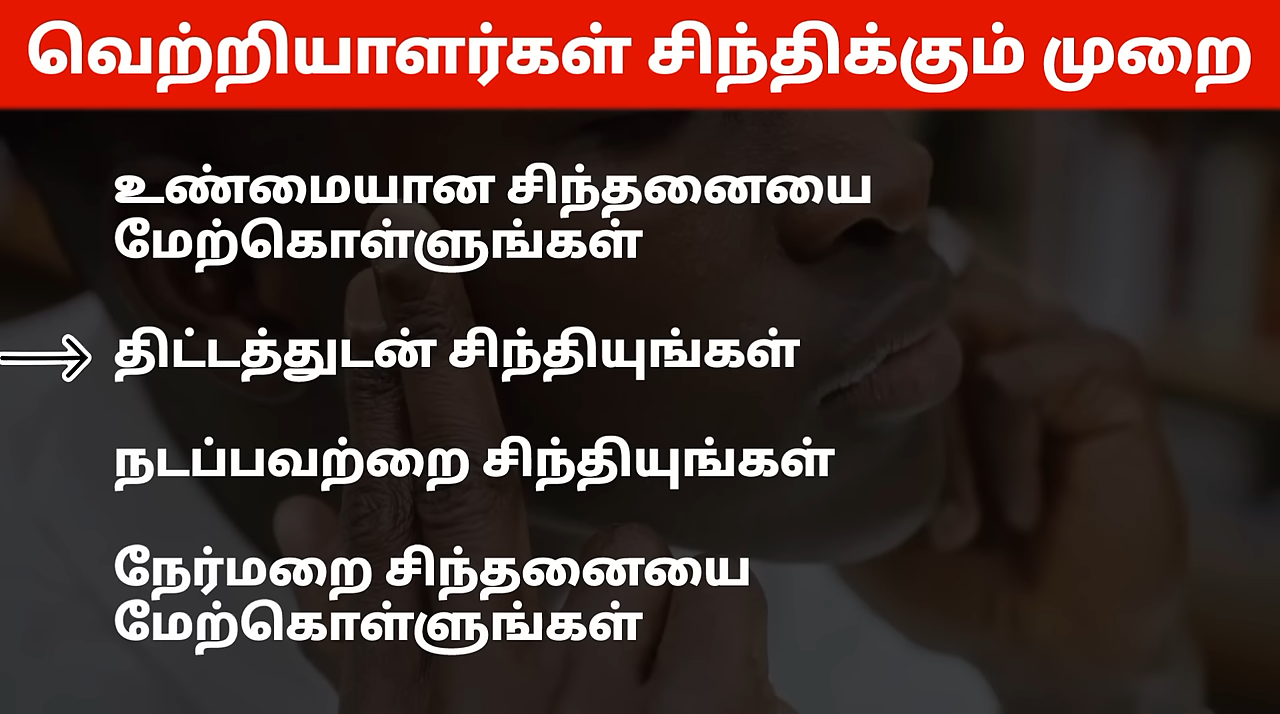 வெற்றியாளர்கள் சிந்திக்கும் முறை
உண்மையான சிந்தனையை
மேற்கொள்ளுங்கள்
திட்டத்துடன் சிந்தியுங்கள்
நடப்பவற்றை சிந்தியுங்கள்
நேர்மறை சிந்தனையை
மேற்கொள்ளுங்கள்